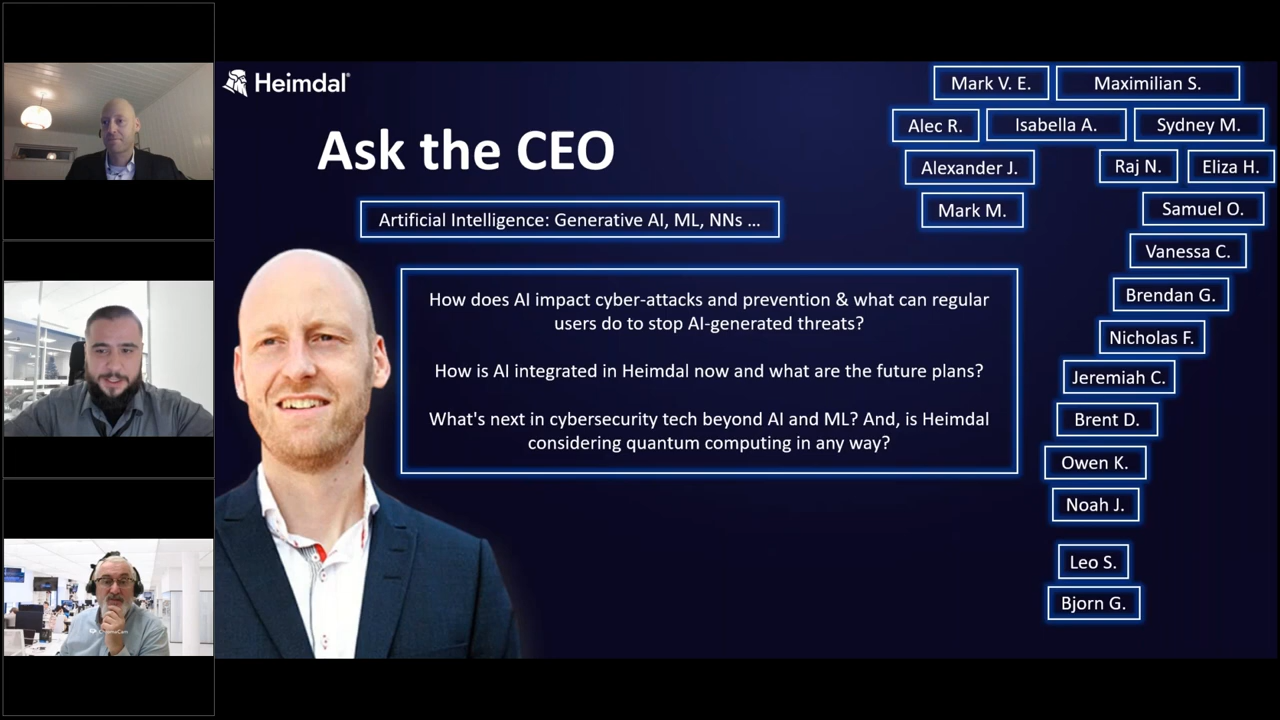 Heimdal®
Ask the CEO
Artificial Intelligence: Generative AI, ML, NNs ...
How does AI impact cyber-attacks and prevention & what can regular
users do to stop AI-generated threats?
How is AI integrated in Heimdal now and what are the future plans?
What's next in cybersecurity tech beyond AI and ML? And, is Heimdal
considering quantum computing in any way?
Mark V. E.
Maximilian S.
Alec R.
Isabella A.
Sydney M.
Alexander J.
Raj N.
Eliza H.
Mark M.
Samuel O.
Vanessa C.
Brendan G.
Nicholas F.
Jeremiah C.
Brent D.
Owen K.
Noah J.
Leo S.
Bjorn G.
ChromaCam